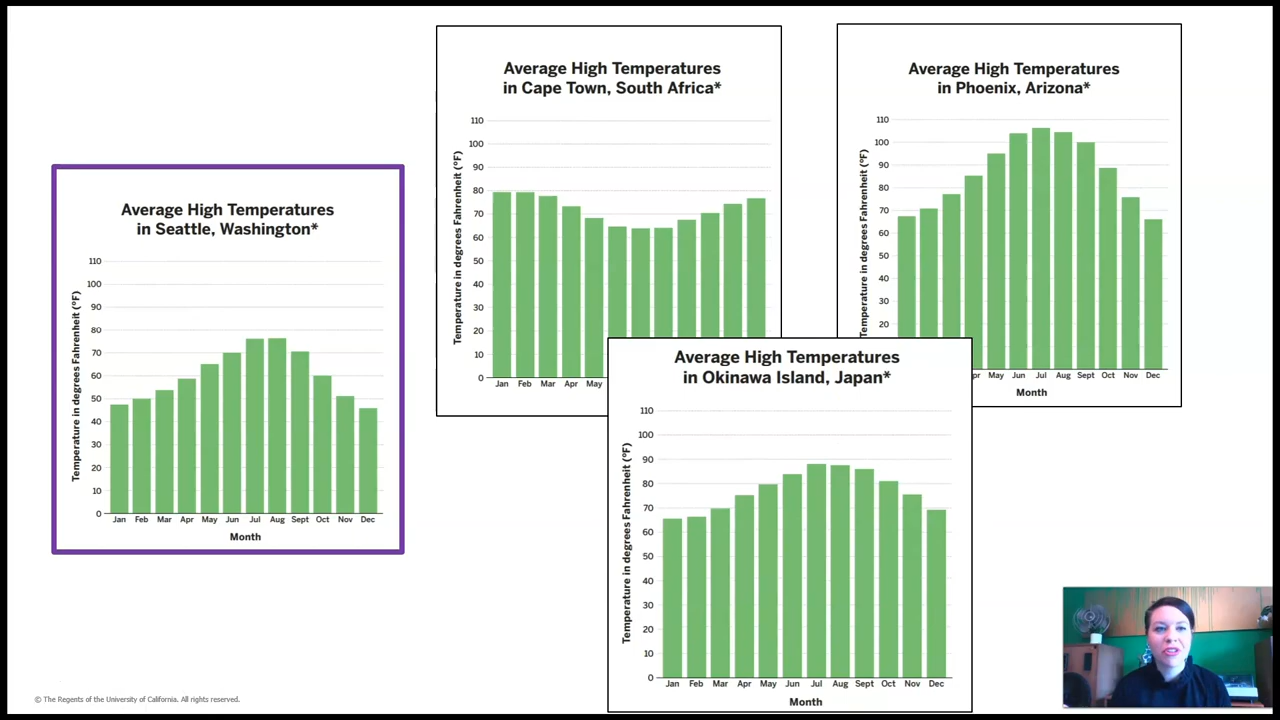 Average High Temperatures
in Seattle, Washington*
Temperature in degrees Fahrenheit (°F)
110
100
90
80
70
60
50
40
30
20
10
0
Jan Feb Mar Apr May Jun Jul Aug Sept Oct Nov Dec
Month
Average High Temperatures
in Cape Town, South Africa*
Temperature in degrees Fahrenheit (°F)
110
100
90
80
70
60
50
40
30
20
10
0
Jan Feb Mar Apr May
Average High Temperatures
in Phoenix, Arizona*
Temperature in degrees Fahrenheit (°F)
110
100
90
80
70
60
50
40
30
20
pr May Jun Jul Aug Sept Oct Nov Dec
Month
Average High Temperatures
in Okinawa Island, Japan*
Temperature in degrees Fahrenheit (°F)
110
100
90
80
70
60
50
40
30
20
10
0
Jan Feb Mar Apr May Jun Jul Aug Sept Oct Nov Dec
Month
© The Regents of the University of California. All rights reserved.